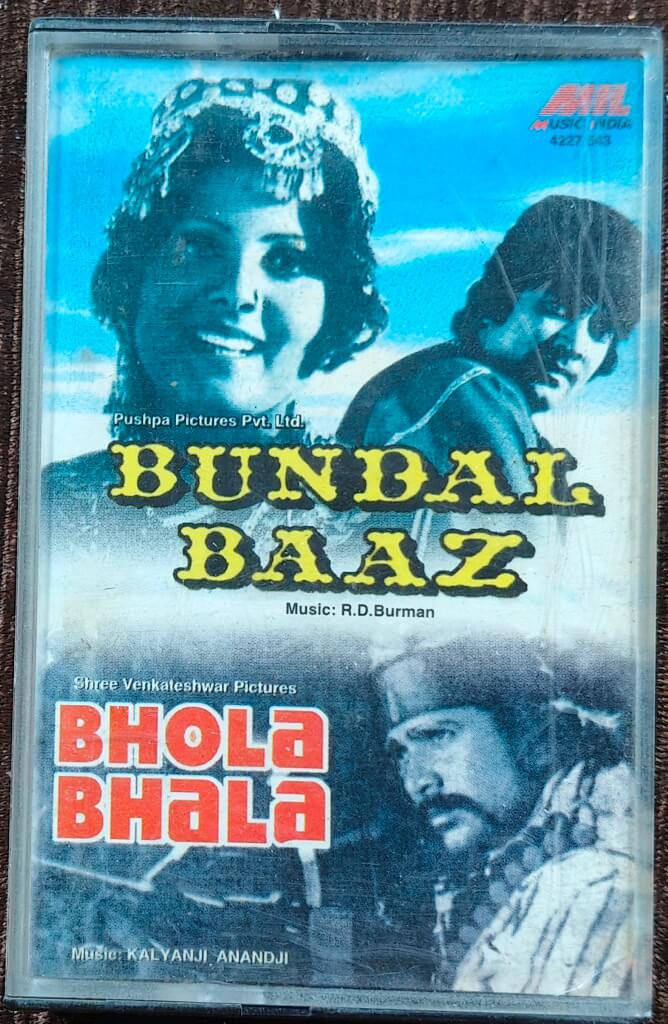 MIL
MUSIC INDIA
4227 543
Pushpa Pictures Pvt. Ltd.
BUNDAL
BAAZ
Music: R.D.Burman
Shree Venkateshwar Pictures
BHOLa
BHaLa
Music: KALYANJI ANANDJI